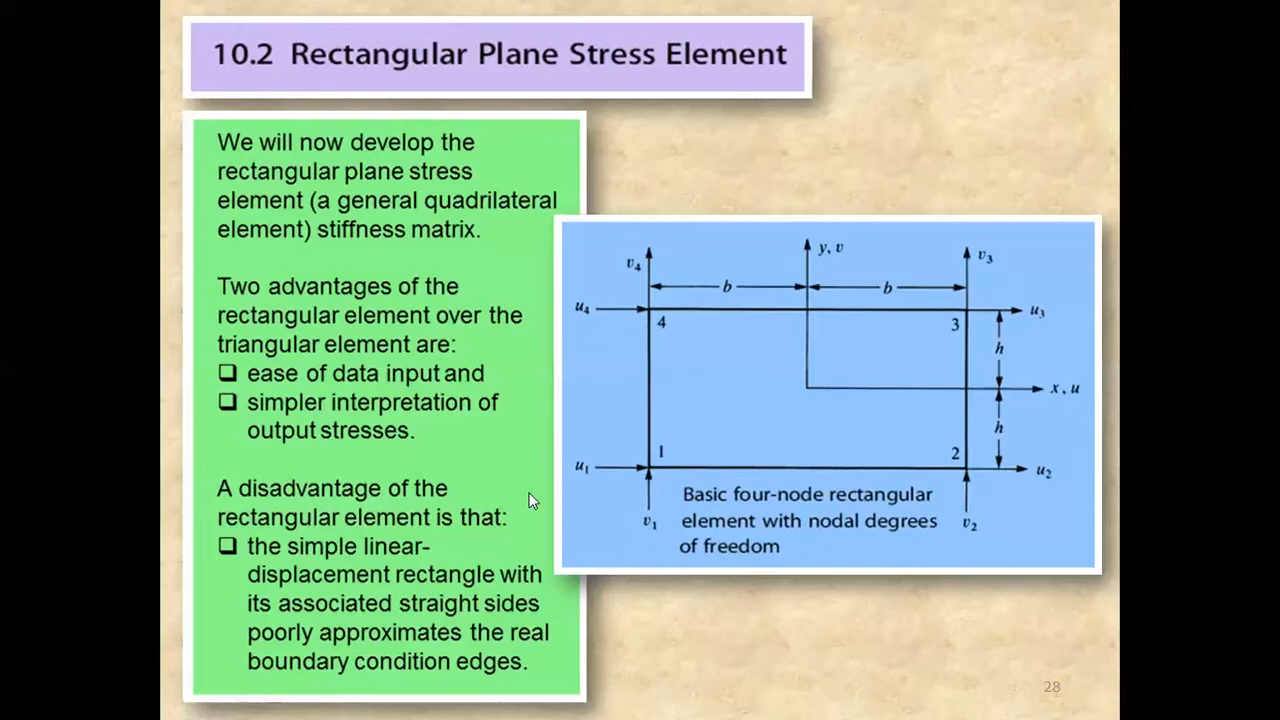 10.2 Rectangular Plane Stress Element
We will now develop the
rectangular plane stress
element (a general quadrilateral
element) stiffness matrix.
Two advantages of the
rectangular element over the
triangular element are:
❑ ease of data input and
❑ simpler interpretation of
output stresses.
A disadvantage of the
rectangular element is that:
❑ the simple linear-
displacement rectangle with
its associated straight sides
poorly approximates the real
boundary condition edges.
v₄
y, v
v₃
b
b
u₄
u₃
4
3
h
x, u
h
1
2
u₁
u₂
v₁
v₂
Basic four-node rectangular
element with nodal degrees
of freedom
28